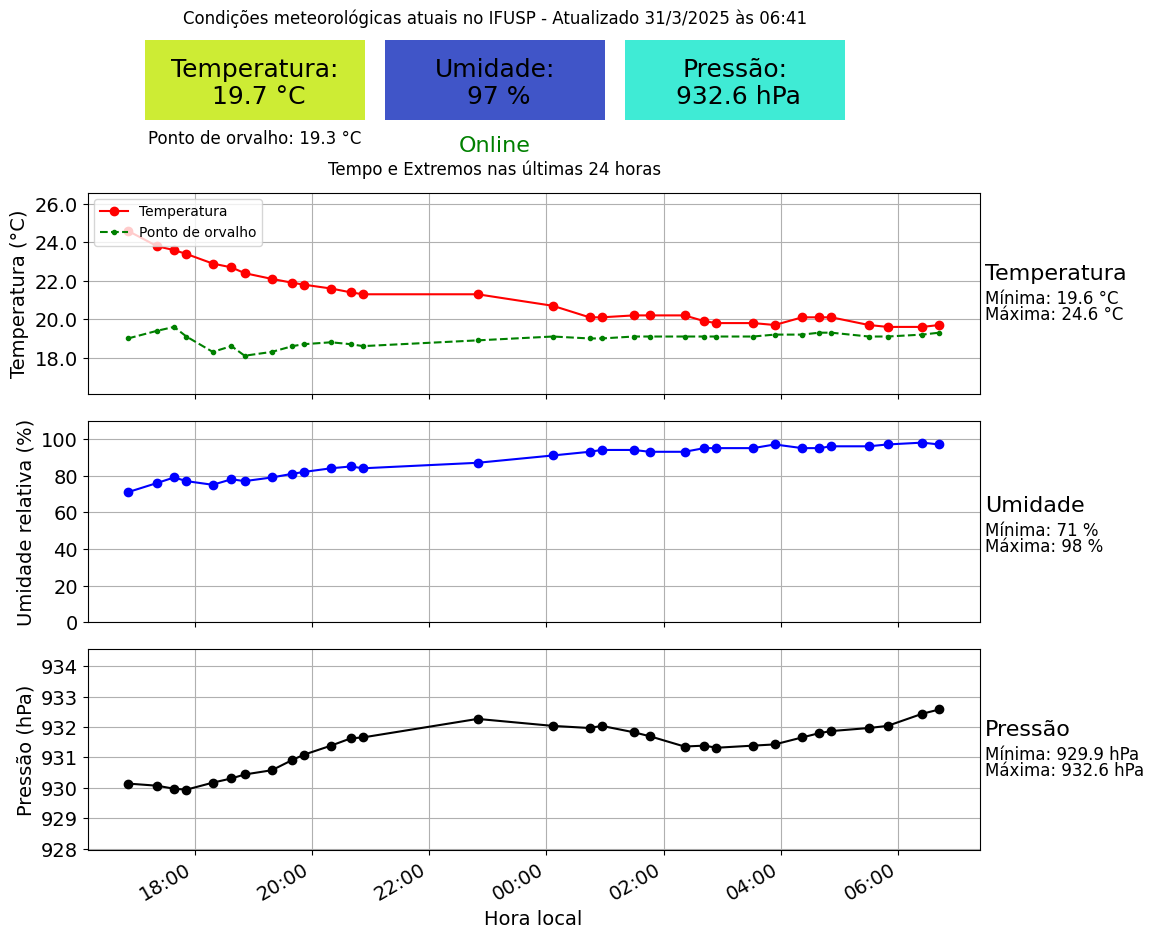 Condições meteorológicas atuais no IFUSP - Atualizado 31/3/2025 às 06:41
Temperatura:
19.7 °C
Umidade:
97 %
Pressão:
932.6 hPa
Ponto de orvalho: 19.3 °C
Online
Tempo e Extremos nas últimas 24 horas
Temperatura (°C)
26.0
24.0
22.0
20.0
18.0
Temperatura
Ponto de orvalho
Temperatura
Mínima: 19.6 °C
Máxima: 24.6 °C
Umidade relativa (%)
100
80
60
40
20
0
Umidade
Mínima: 71 %
Máxima: 98 %
Pressão (hPa)
934
933
932
931
930
929
928
Pressão
Mínima: 929.9 hPa
Máxima: 932.6 hPa
18:00
20:00
22:00
00:00
02:00
04:00
06:00
Hora local